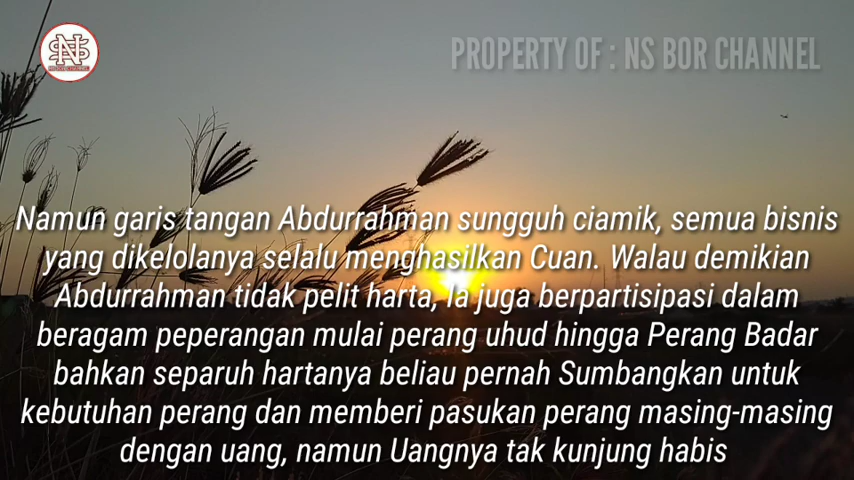 PROPERTY OF : NS BOR CHANNEL
Namun garis tangan Abdurrahman sungguh ciamik, semua bisnis
yang dikelolanya selalu menghasilkan Cuan. Walau demikian
Abdurrahman tidak pelit harta, Ia juga berpartisipasi dalam
beragam peperangan mulai perang uhud hingga Perang Badar
bahkan separuh hartanya beliau pernah Sumbangkan untuk
kebutuhan perang dan memberi pasukan perang masing-masing
dengan uang, namun Uangnya tak kunjung habis